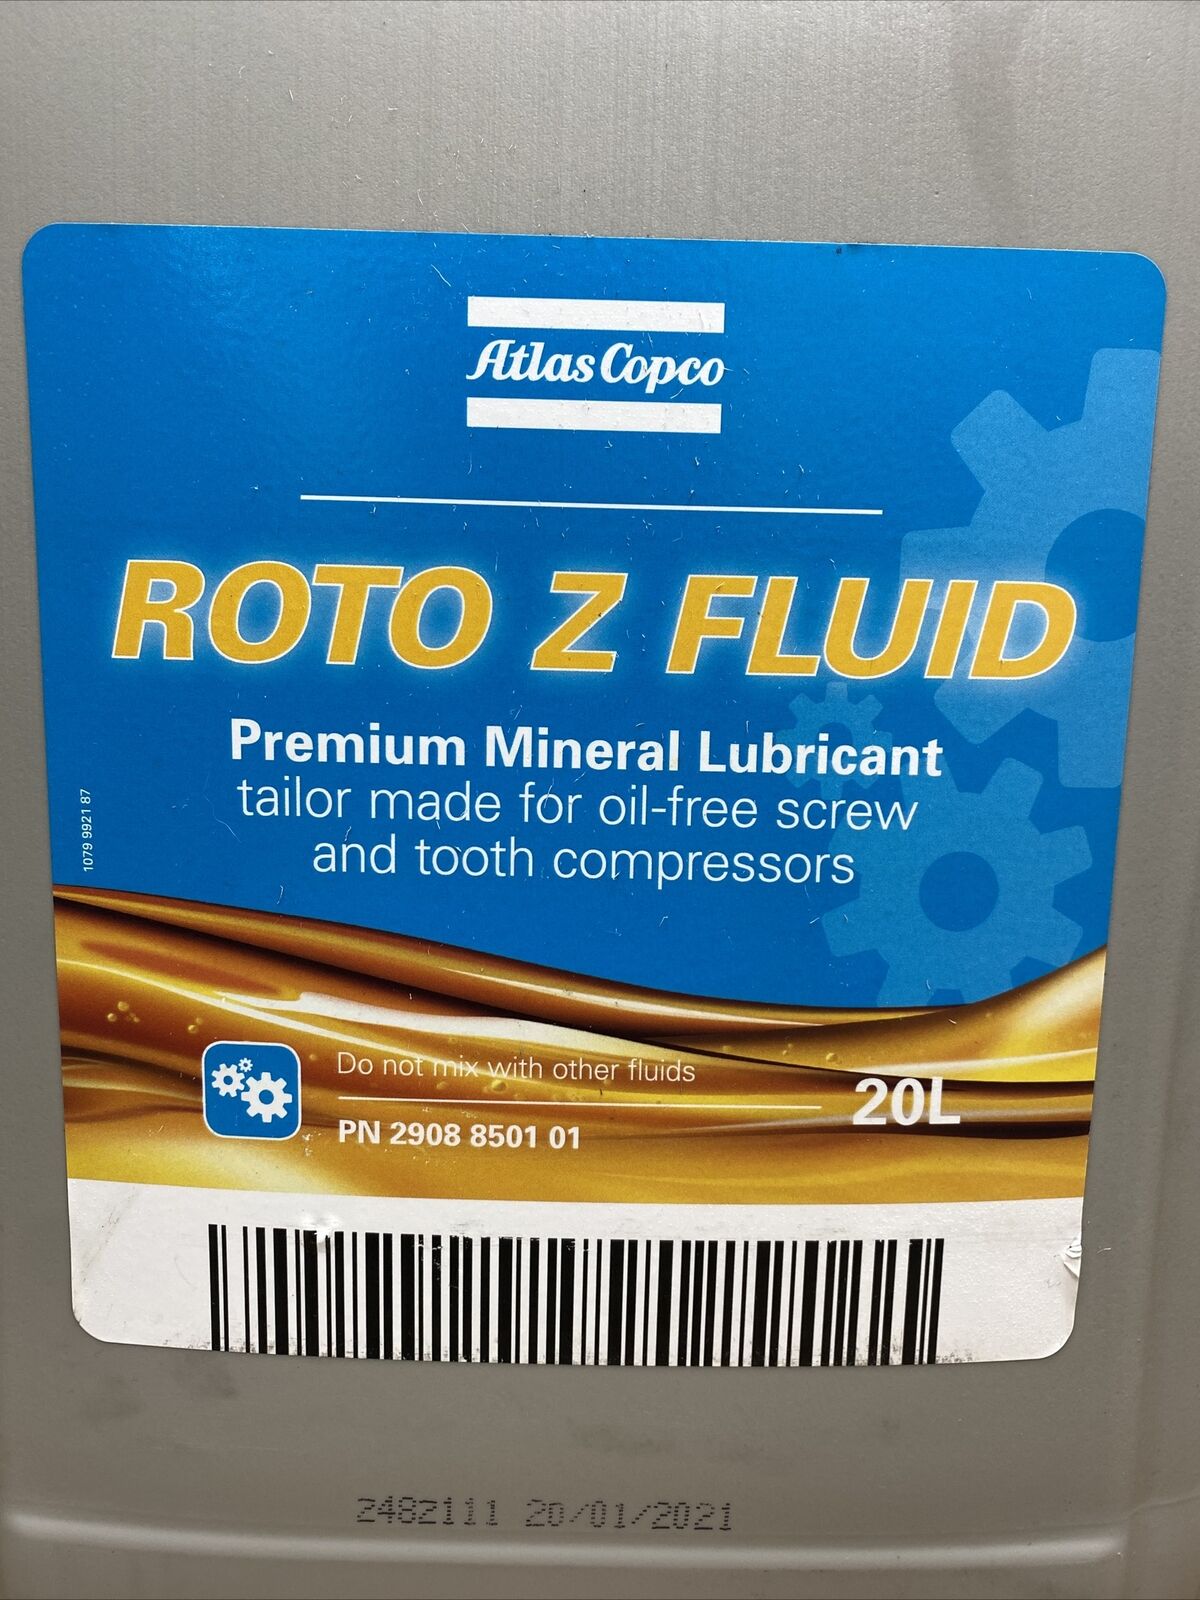 Atlas Copco
ROTO Z FLUID
Premium Mineral Lubricant
tailor made for oil-free screw
and tooth compressors
1079 9921 87
Do not mix with other fluids
20L
PN 2908 8501 01
2482111 20/01/2021